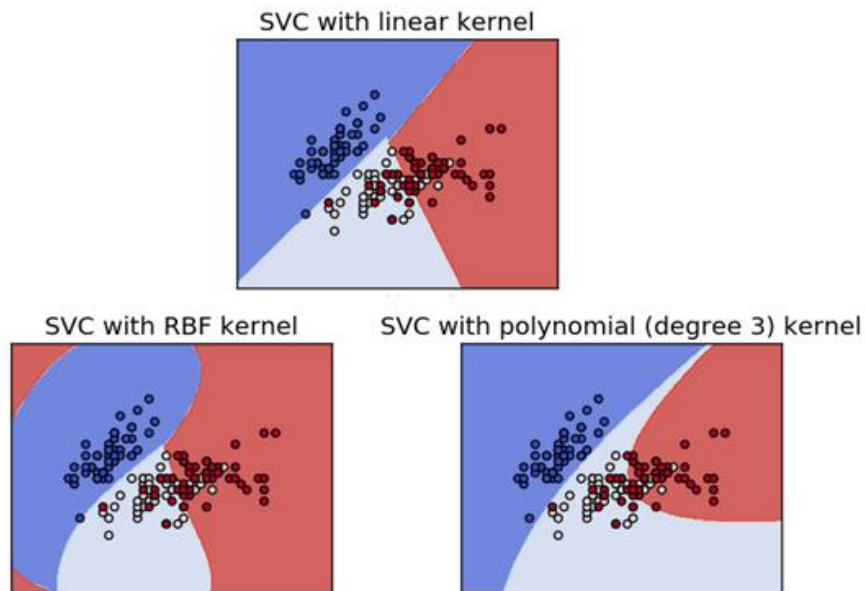 SVC with linear kernel
SVC with RBF kernel
SVC with polynomial (degree 3) kernel